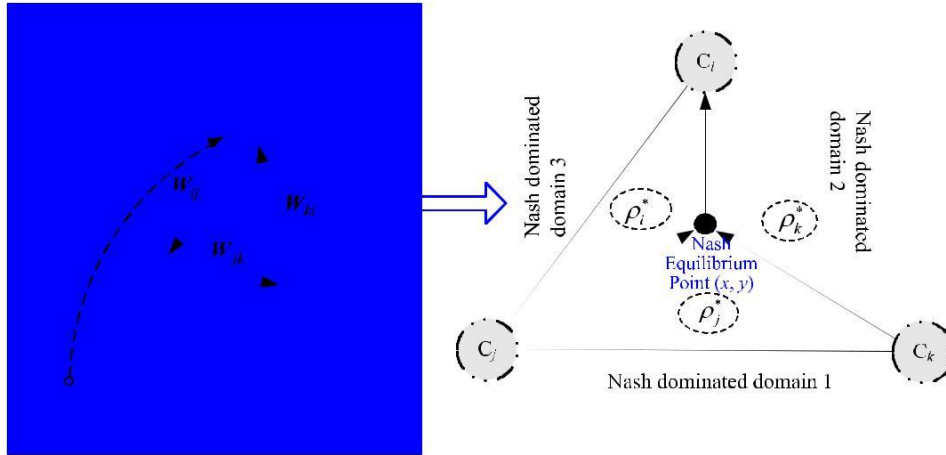 W_ij
W_ki
W_jk
C_i
Nash dominated
domain 3
Nash dominated
domain 2
ρ_i^*
ρ_k^*
Nash
Equilibrium
Point (x, y)
ρ_j^*
C_j
C_k
Nash dominated domain 1